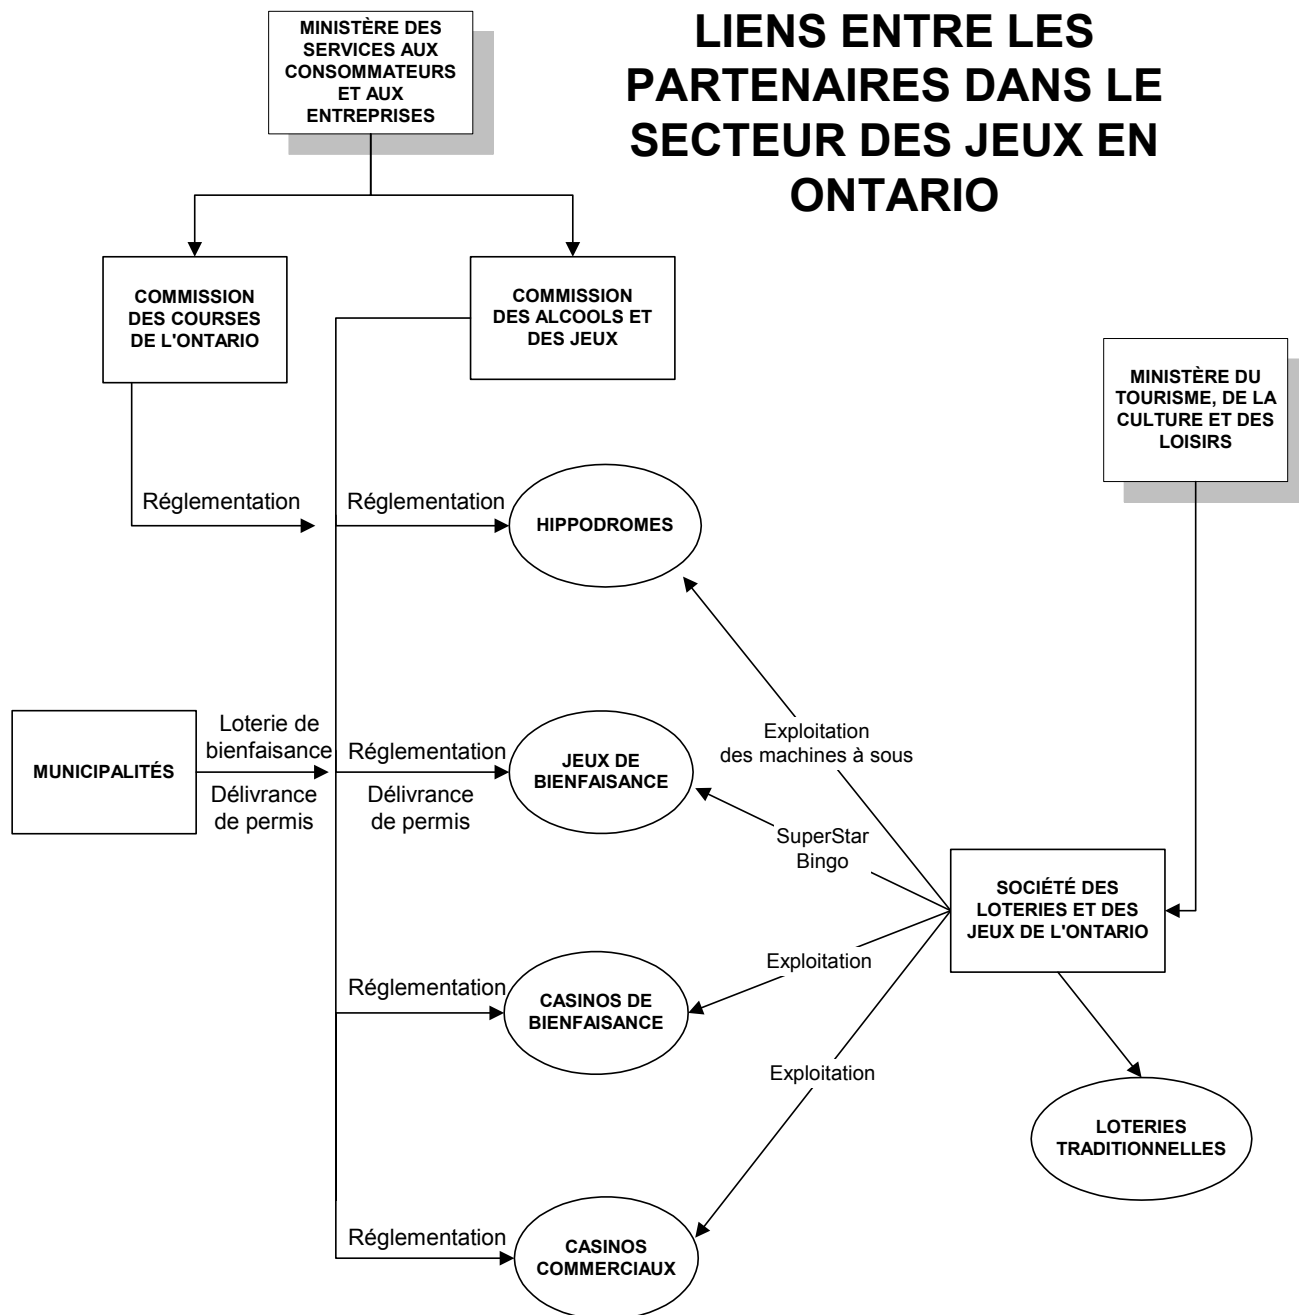 LIENS ENTRE LES
PARTENAIRES DANS LE
SECTEUR DES JEUX EN
ONTARIO
MINISTÈRE DES
SERVICES AUX
CONSOMMATEURS
ET AUX
ENTREPRISES
COMMISSION
DES COURSES
DE L'ONTARIO
COMMISSION
DES ALCOOLS ET
DES JEUX
MINISTÈRE DU
TOURISME, DE LA
CULTURE ET DES
LOISIRS
Réglementation
Réglementation
HIPPODROMES
MUNICIPALITÉS
Loterie de
bienfaisance
Délivrance
de permis
Réglementation
Délivrance
de permis
JEUX DE
BIENFAISANCE
Exploitation
des machines à sous
SuperStar
Bingo
SOCIÉTÉ DES
LOTERIES ET DES
JEUX DE L'ONTARIO
Réglementation
CASINOS DE
BIENFAISANCE
Exploitation
Exploitation
LOTERIES
TRADITIONNELLES
Réglementation
CASINOS
COMMERCIAUX